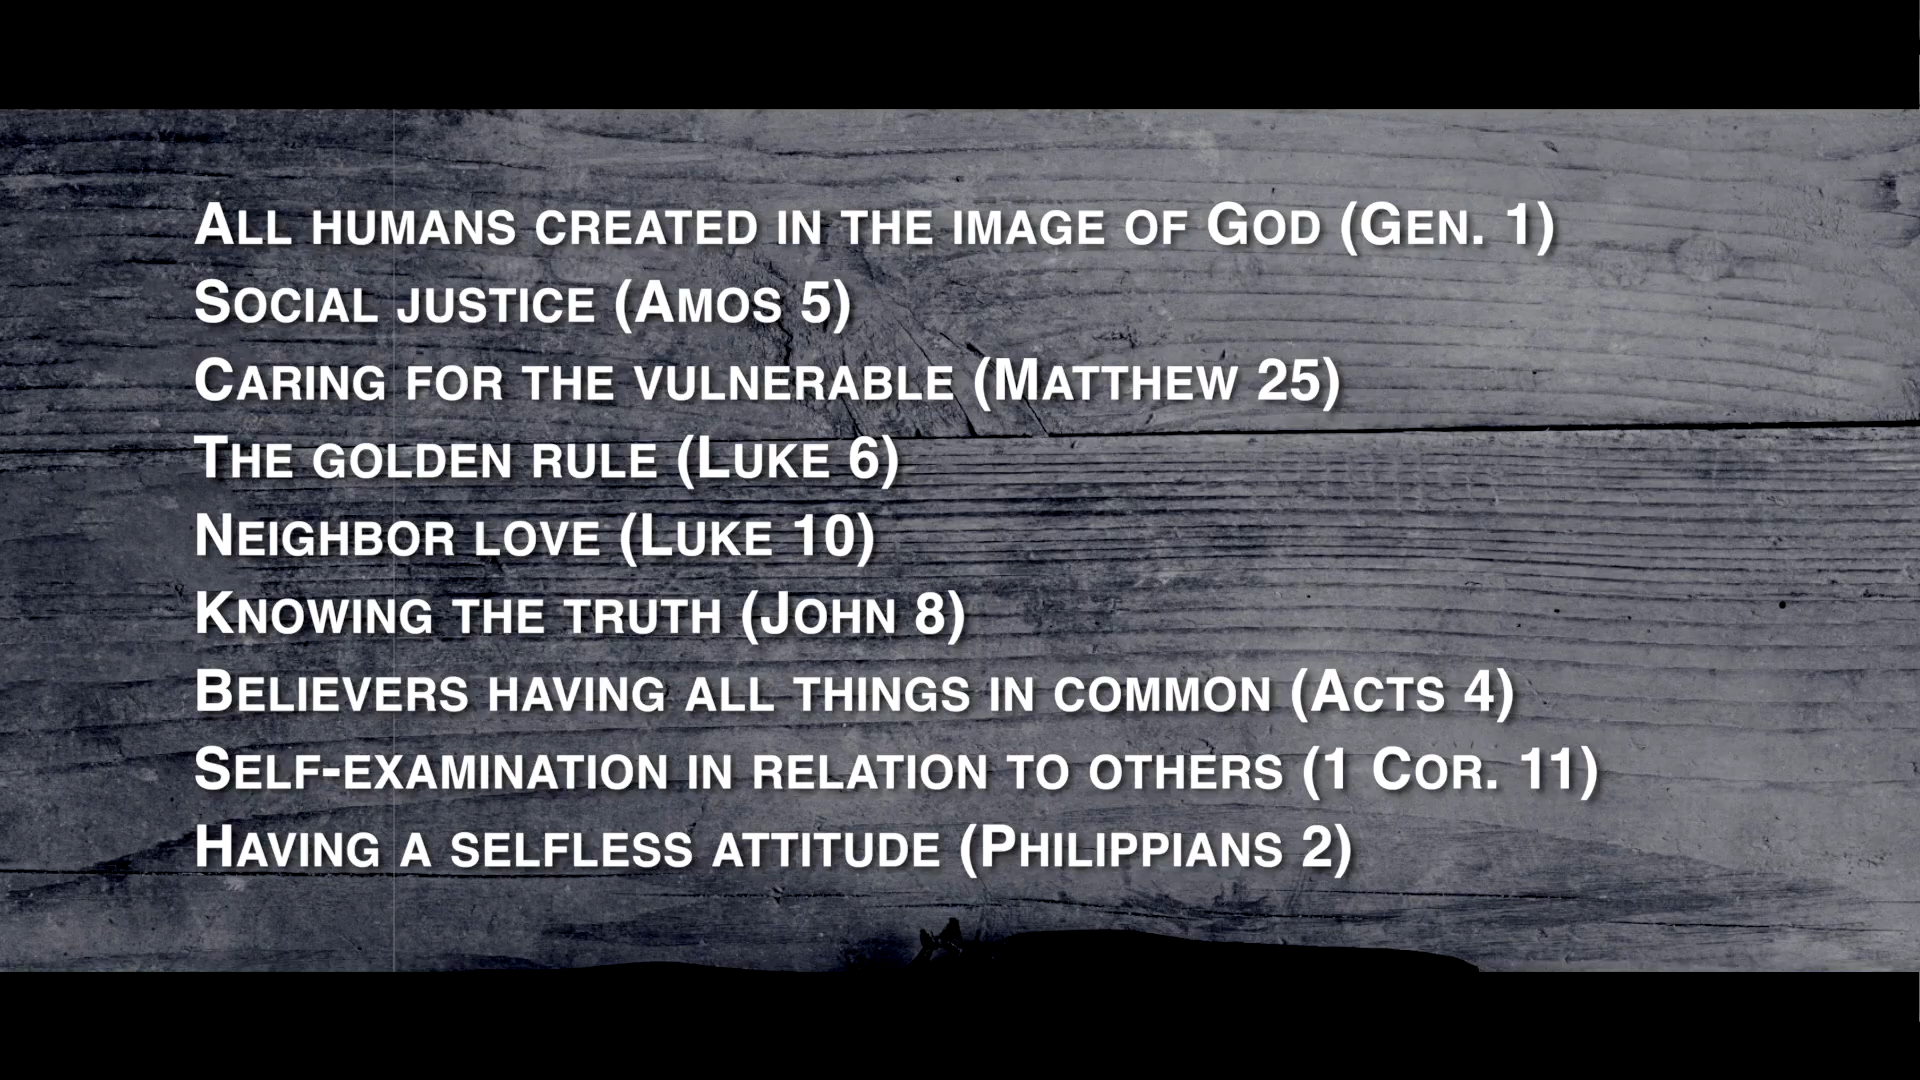 All humans created in the image of God (Gen. 1)
Social justice (Amos 5)
Caring for the vulnerable (Matthew 25)
The golden rule (Luke 6)
Neighbor love (Luke 10)
Knowing the truth (John 8)
Believers having all things in common (Acts 4)
Self-examination in relation to others (1 Cor. 11)
Having a selfless attitude (Philippians 2)